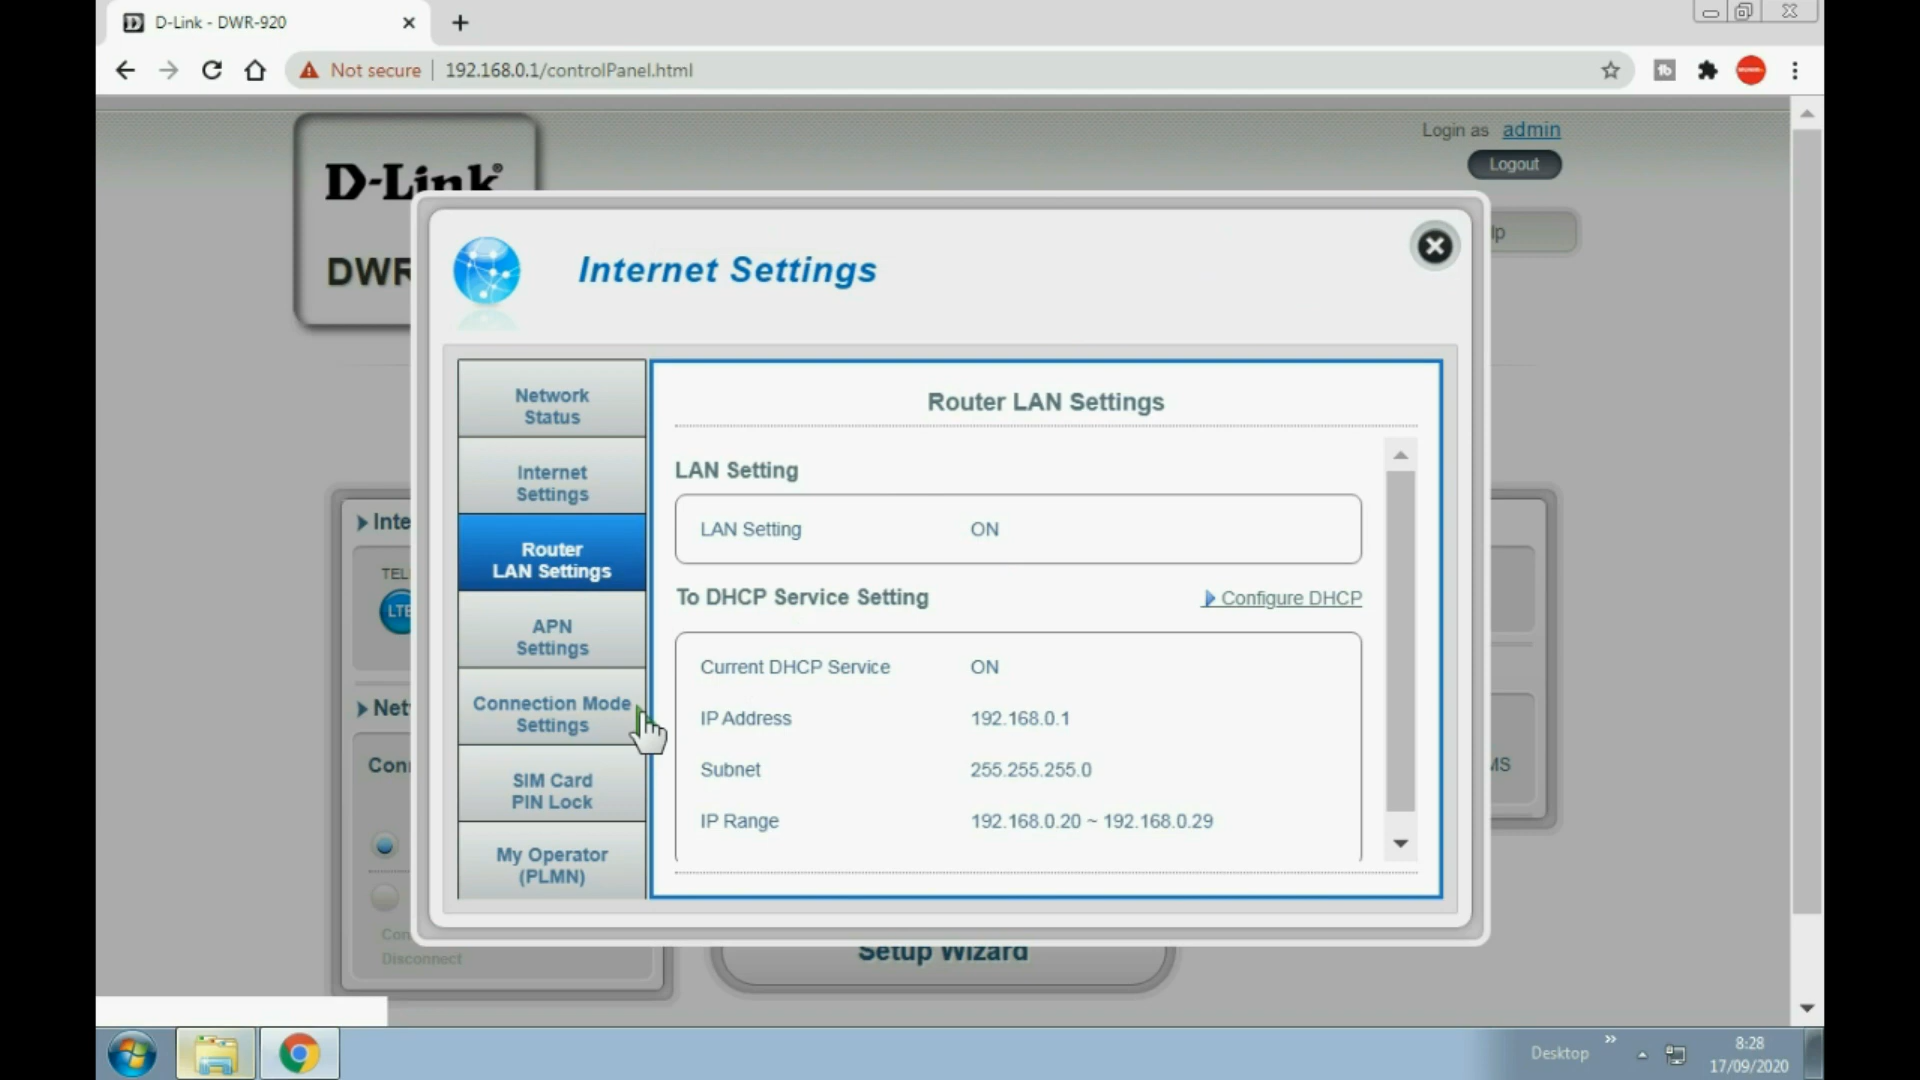 D-Link - DWR-920
Not secure 192.168.0.1/controlPanel.html
Login as admin
Logout
D-Link®
DWR
lp
Internet Settings
Network
Status
Internet
Settings
Router
LAN Settings
APN
Settings
Connection Mode
Settings
SIM Card
PIN Lock
My Operator
(PLMN)
Router LAN Settings
LAN Setting
LAN Setting ON
To DHCP Service Setting Configure DHCP
Current DHCP Service ON
IP Address 192.168.0.1
Subnet 255.255.255.0
IP Range 192.168.0.20 ~ 192.168.0.29
Inte
TEL
LTE
Net
Con
Con
Disconnect
MS
Setup Wizard
Desktop
8:28
17/09/2020